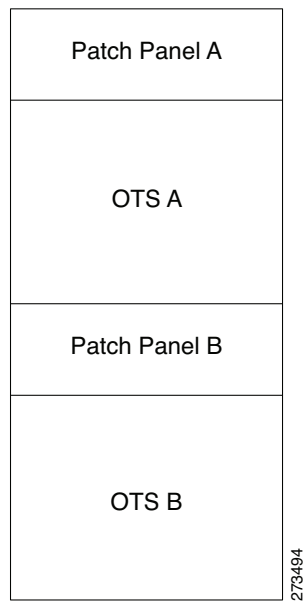 Patch Panel A
OTS A
Patch Panel B
OTS B
273494